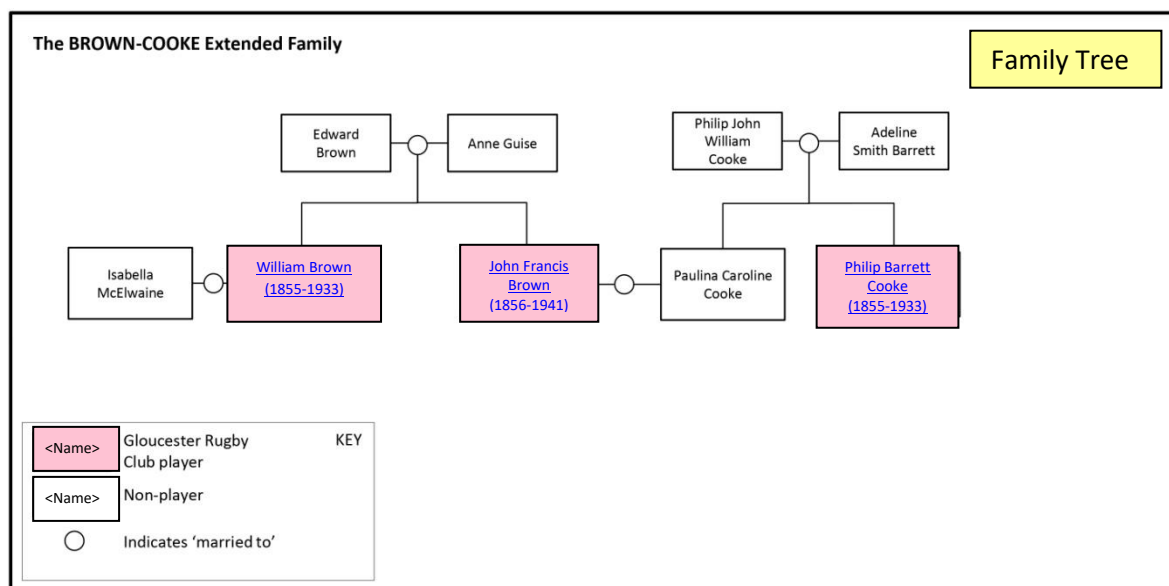 The BROWN-COOKE Extended Family
Family Tree
Edward
Brown
Anne Guise
Philip John
William
Cooke
Adeline
Smith Barrett
Isabella
McElwaine
William Brown
(1855-1933)
John Francis
Brown
(1856-1941)
Paulina Caroline
Cooke
Philip Barrett
Cooke
(1855-1933)
KEY
<Name>
Gloucester Rugby
Club player
<Name>
Non-player
Indicates ‘married to’